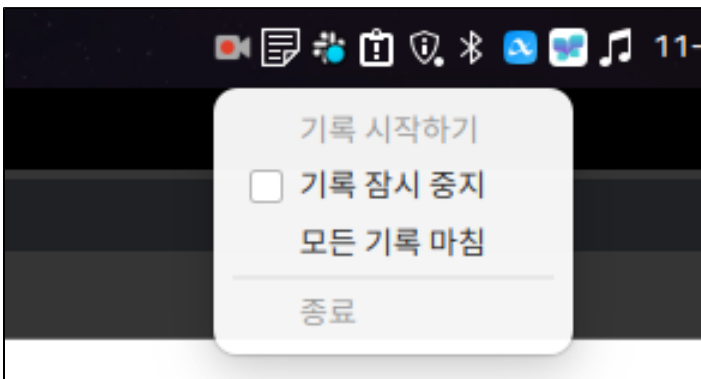 11-
기록 시작하기
기록 잠시 중지
모든 기록 마침
종료